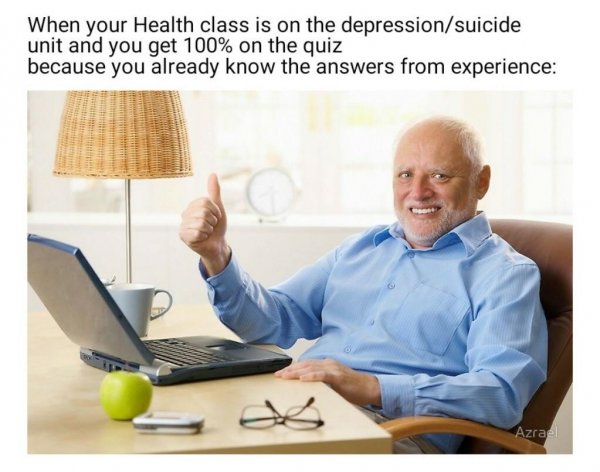 When your Health class is on the depression/suicide
unit and you get 100% on the quiz
because you already know the answers from experience:
Azrael